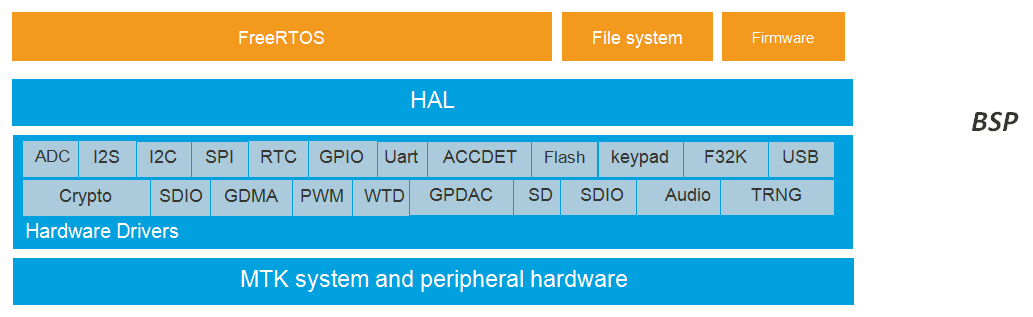 FreeRTOS File system Firmware
HAL
BSP
ADC I2S I2C SPI RTC GPIO Uart ACCDET Flash keypad F32K USB
Crypto SDIO GDMA PWM WTD GPDAC SD SDIO Audio TRNG
Hardware Drivers
MTK system and peripheral hardware